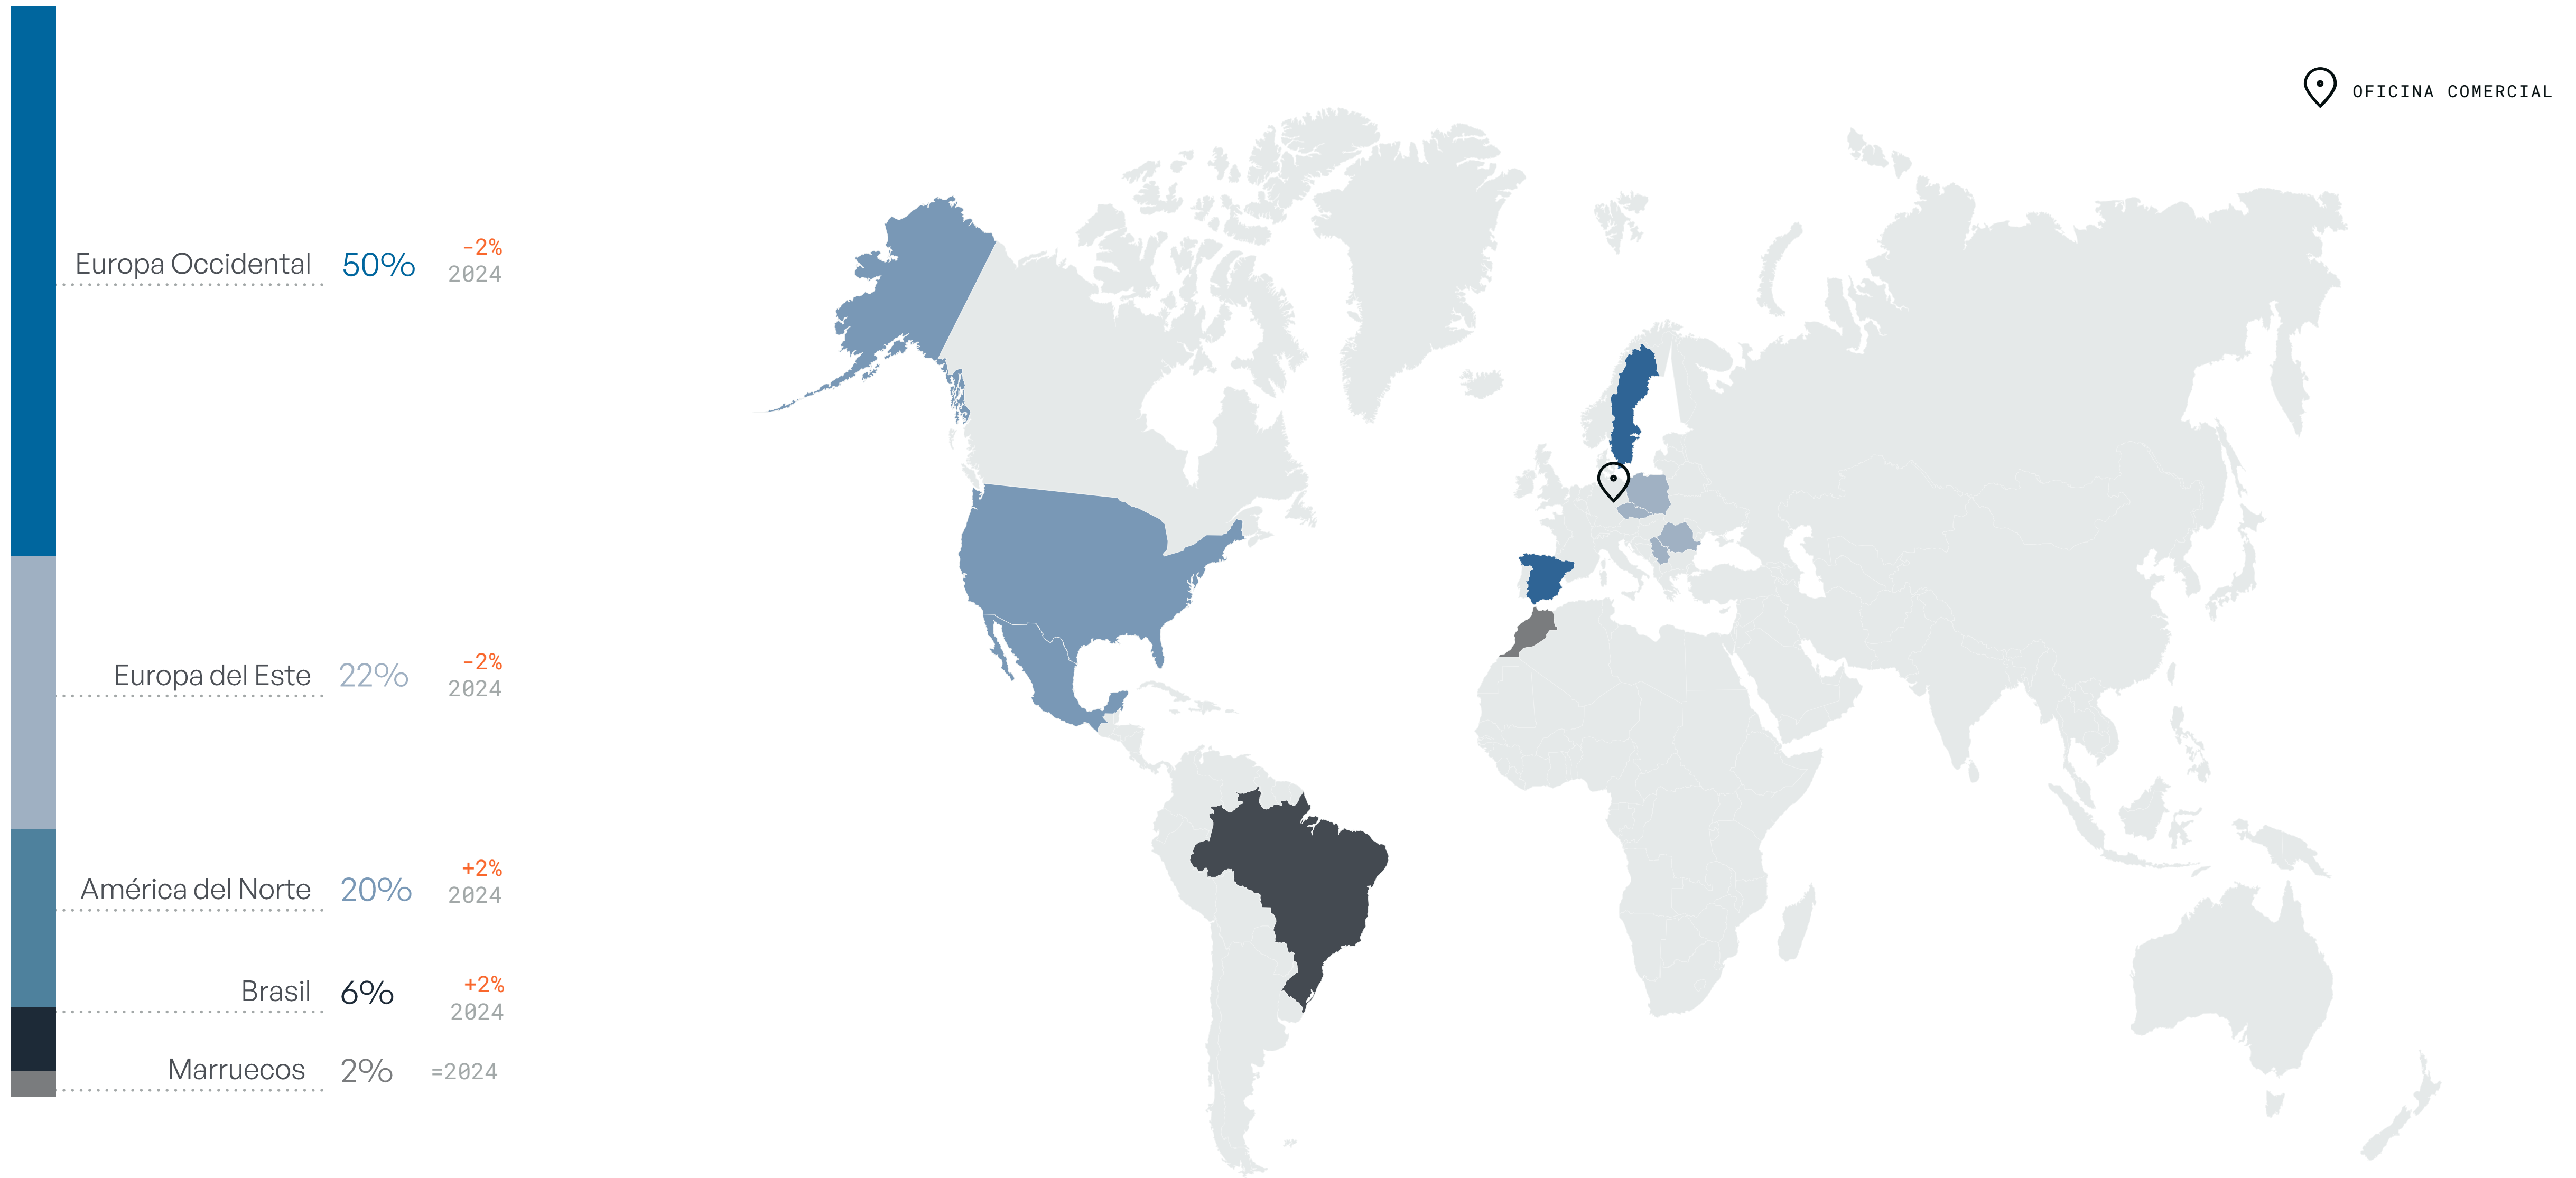 OFICINA COMERCIAL
Europa Occidental 50% -2%
2024
Europa del Este 22% -2%
2024
América del Norte 20% +2%
2024
Brasil 6% +2%
2024
Marruecos 2% =2024